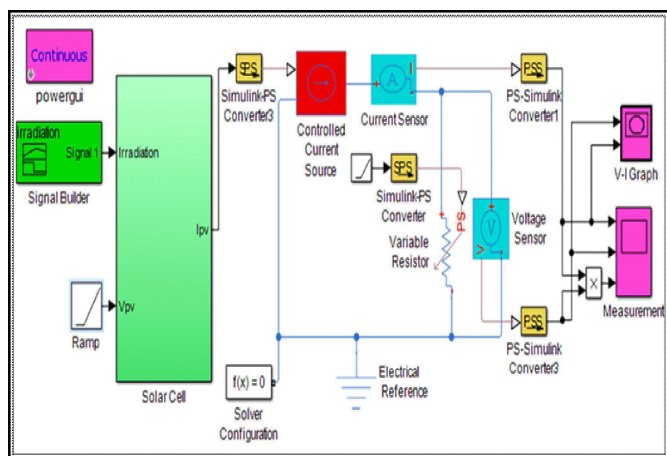 Continuous
powergui
irradiation
Signal 1
Signal Builder
Irradiation
Ipv
Vpv
Ramp
Solar Cell
S PS
Simulink-PS
Converter3
Controlled
Current
Source
A
I
Current Sensor
PSS
PS-Simulink
Converter1
V-I Graph
S PS
Simulink-PS
Converter
PS
Variable
Resistor
V
V
Voltage
Sensor
×
Measurement
PSS
PS-Simulink
Converter3
f(x) = 0
Solver
Configuration
Electrical
Reference